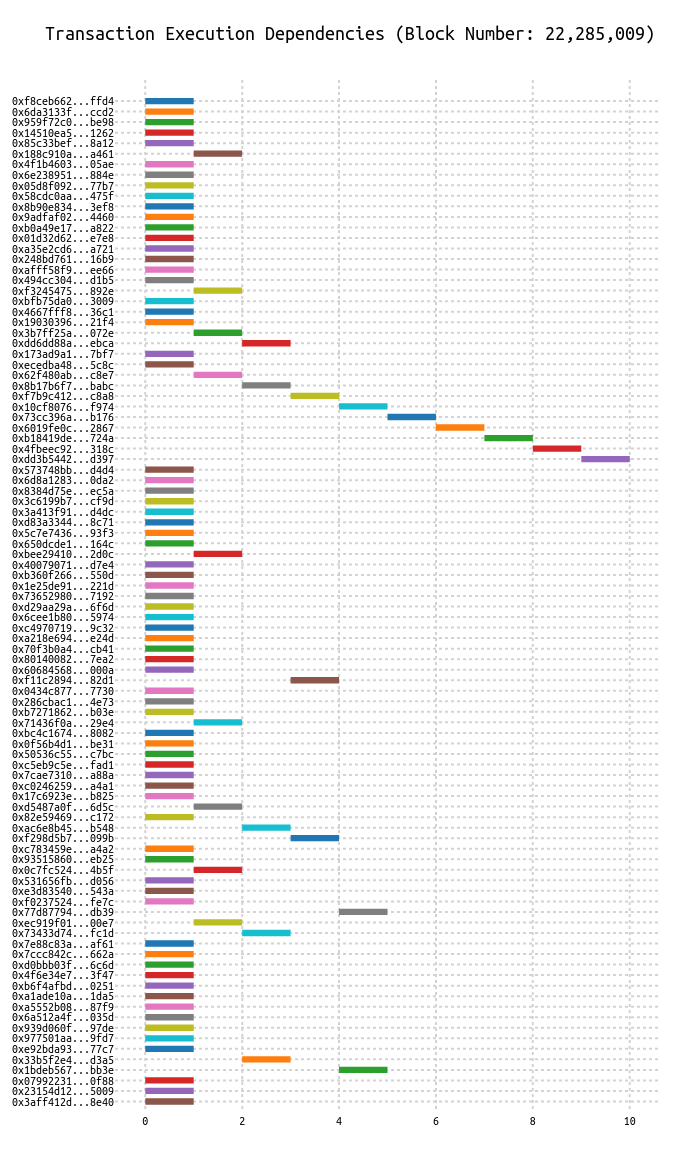 Transaction Execution Dependencies (Block Number: 22,285,009)
0xf8ceb662...ffd4
0x6da3133f...ccd2
0x959f72c0...be98
0x14510ea5...1262
0x85c33bef...8a12
0x188c910a...a461
0x4f1b4603...05ae
0x6e238951...884e
0x05d8f092...77b7
0x58cdc0aa...475f
0x8b90e834...3ef8
0x9adfaf02...4460
0xb0a49e17...a822
0x01d32d62...e7e8
0xa35e2cd6...a721
0x248bd761...16b9
0xafff58f9...ee66
0x494cc304...d1b5
0xf3245475...892e
0xbfb75da0...3009
0x4667fff8...36c1
0x19030396...21f4
0x3b7ff25a...072e
0xdd6dd88a...ebca
0x173ad9a1...7bf7
0xecedba48...5c8c
0x62f480ab...c8e7
0x8b17b6f7...babc
0xf7b9c412...c8a8
0x10cf8076...f974
0x73cc396a...b176
0x6019fe0c...2867
0xb18419de...724a
0x4fbeec92...318c
0xdd3b5442...d397
0x573748bb...d4d4
0x6d8a1283...0da2
0x8384d75e...ec5a
0x3c6199b7...cf9d
0x3a413f91...d4dc
0xd83a3344...8c71
0x5c7e7436...93f3
0x650dcde1...164c
0xbee29410...2d0c
0x40079071...d7e4
0xb360f266...550d
0x1e25de91...221d
0x73652980...7192
0xd29aa29a...6f6d
0x6cee1b80...5974
0xc4970719...9c32
0xa218e694...e24d
0x70f3b0a4...cb41
0x80140082...7ea2
0x60684568...000a
0xf11c2894...82d1
0x0434c877...7730
0x286cbac1...4e73
0xb7271862...b03e
0x71436f0a...29e4
0xbc4c1674...8082
0x0f56b4d1...be31
0x50536c55...c7bc
0xc5eb9c5e...fad1
0x7cae7310...a88a
0xc0246259...a4a1
0x17c6923e...b825
0xd5487a0f...6d5c
0x82e59469...c172
0xac6e8b45...b548
0xf298d5b7...099b
0xc783459e...a4a2
0x93515860...eb25
0x0c7fc524...4b5f
0x531656fb...d056
0xe3d83540...543a
0xf0237524...fe7c
0x77d87794...db39
0xec919f01...00e7
0x73433d74...fc1d
0x7e88c83a...af61
0x7ccc842c...662a
0xd0bbb03f...6c6d
0x4f6e34e7...3f47
0xb6f4afbd...0251
0xa1ade10a...1da5
0xa5552b08...87f9
0x6a512a4f...035d
0x939d060f...97de
0x977501aa...9fd7
0xe92bda93...77c7
0x33b5f2e4...d3a5
0x1bdeb567...bb3e
0x07992231...0f88
0x23154d12...5009
0x3aff412d...8e40
0 2 4 6 8 10